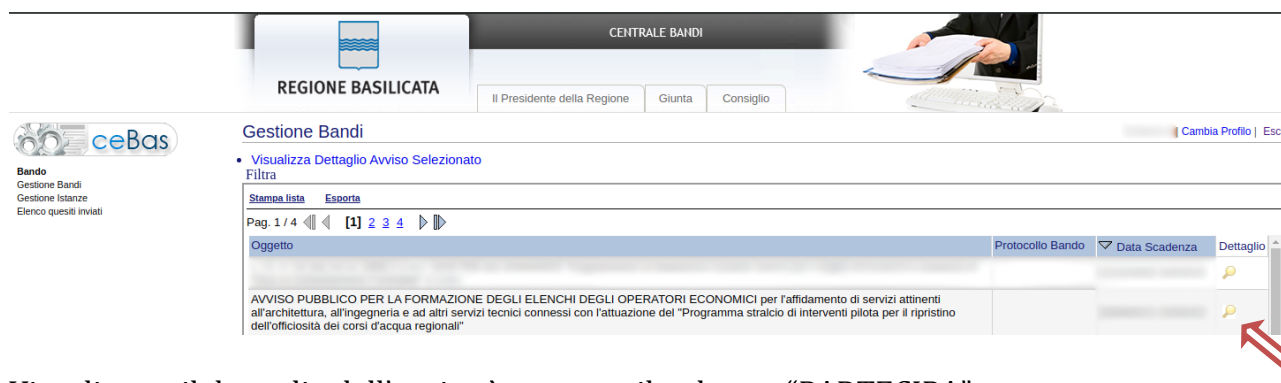 CENTRALE BANDI
REGIONE BASILICATA
Il Presidente della Regione
Giunta
Consiglio
ceBas
Gestione Bandi
Cambia Profilo | Esc
Bando
Gestione Bandi
Gestione Istanze
Elenco quesiti inviati
Visualizza Dettaglio Avviso Selezionato
Filtra
Stampa lista Esporta
Pag. 1 / 4 [1] 2 3 4
Oggetto Protocollo Bando Data Scadenza Dettaglio
AVVISO PUBBLICO PER LA FORMAZIONE DEGLI ELENCHI DEGLI OPERATORI ECONOMICI per l'affidamento di servizi attinenti
all'architettura, all'ingegneria e ad altri servizi tecnici connessi con l'attuazione del "Programma stralcio di interventi pilota per il ripristino
dell'officiosità dei corsi d'acqua regionali"